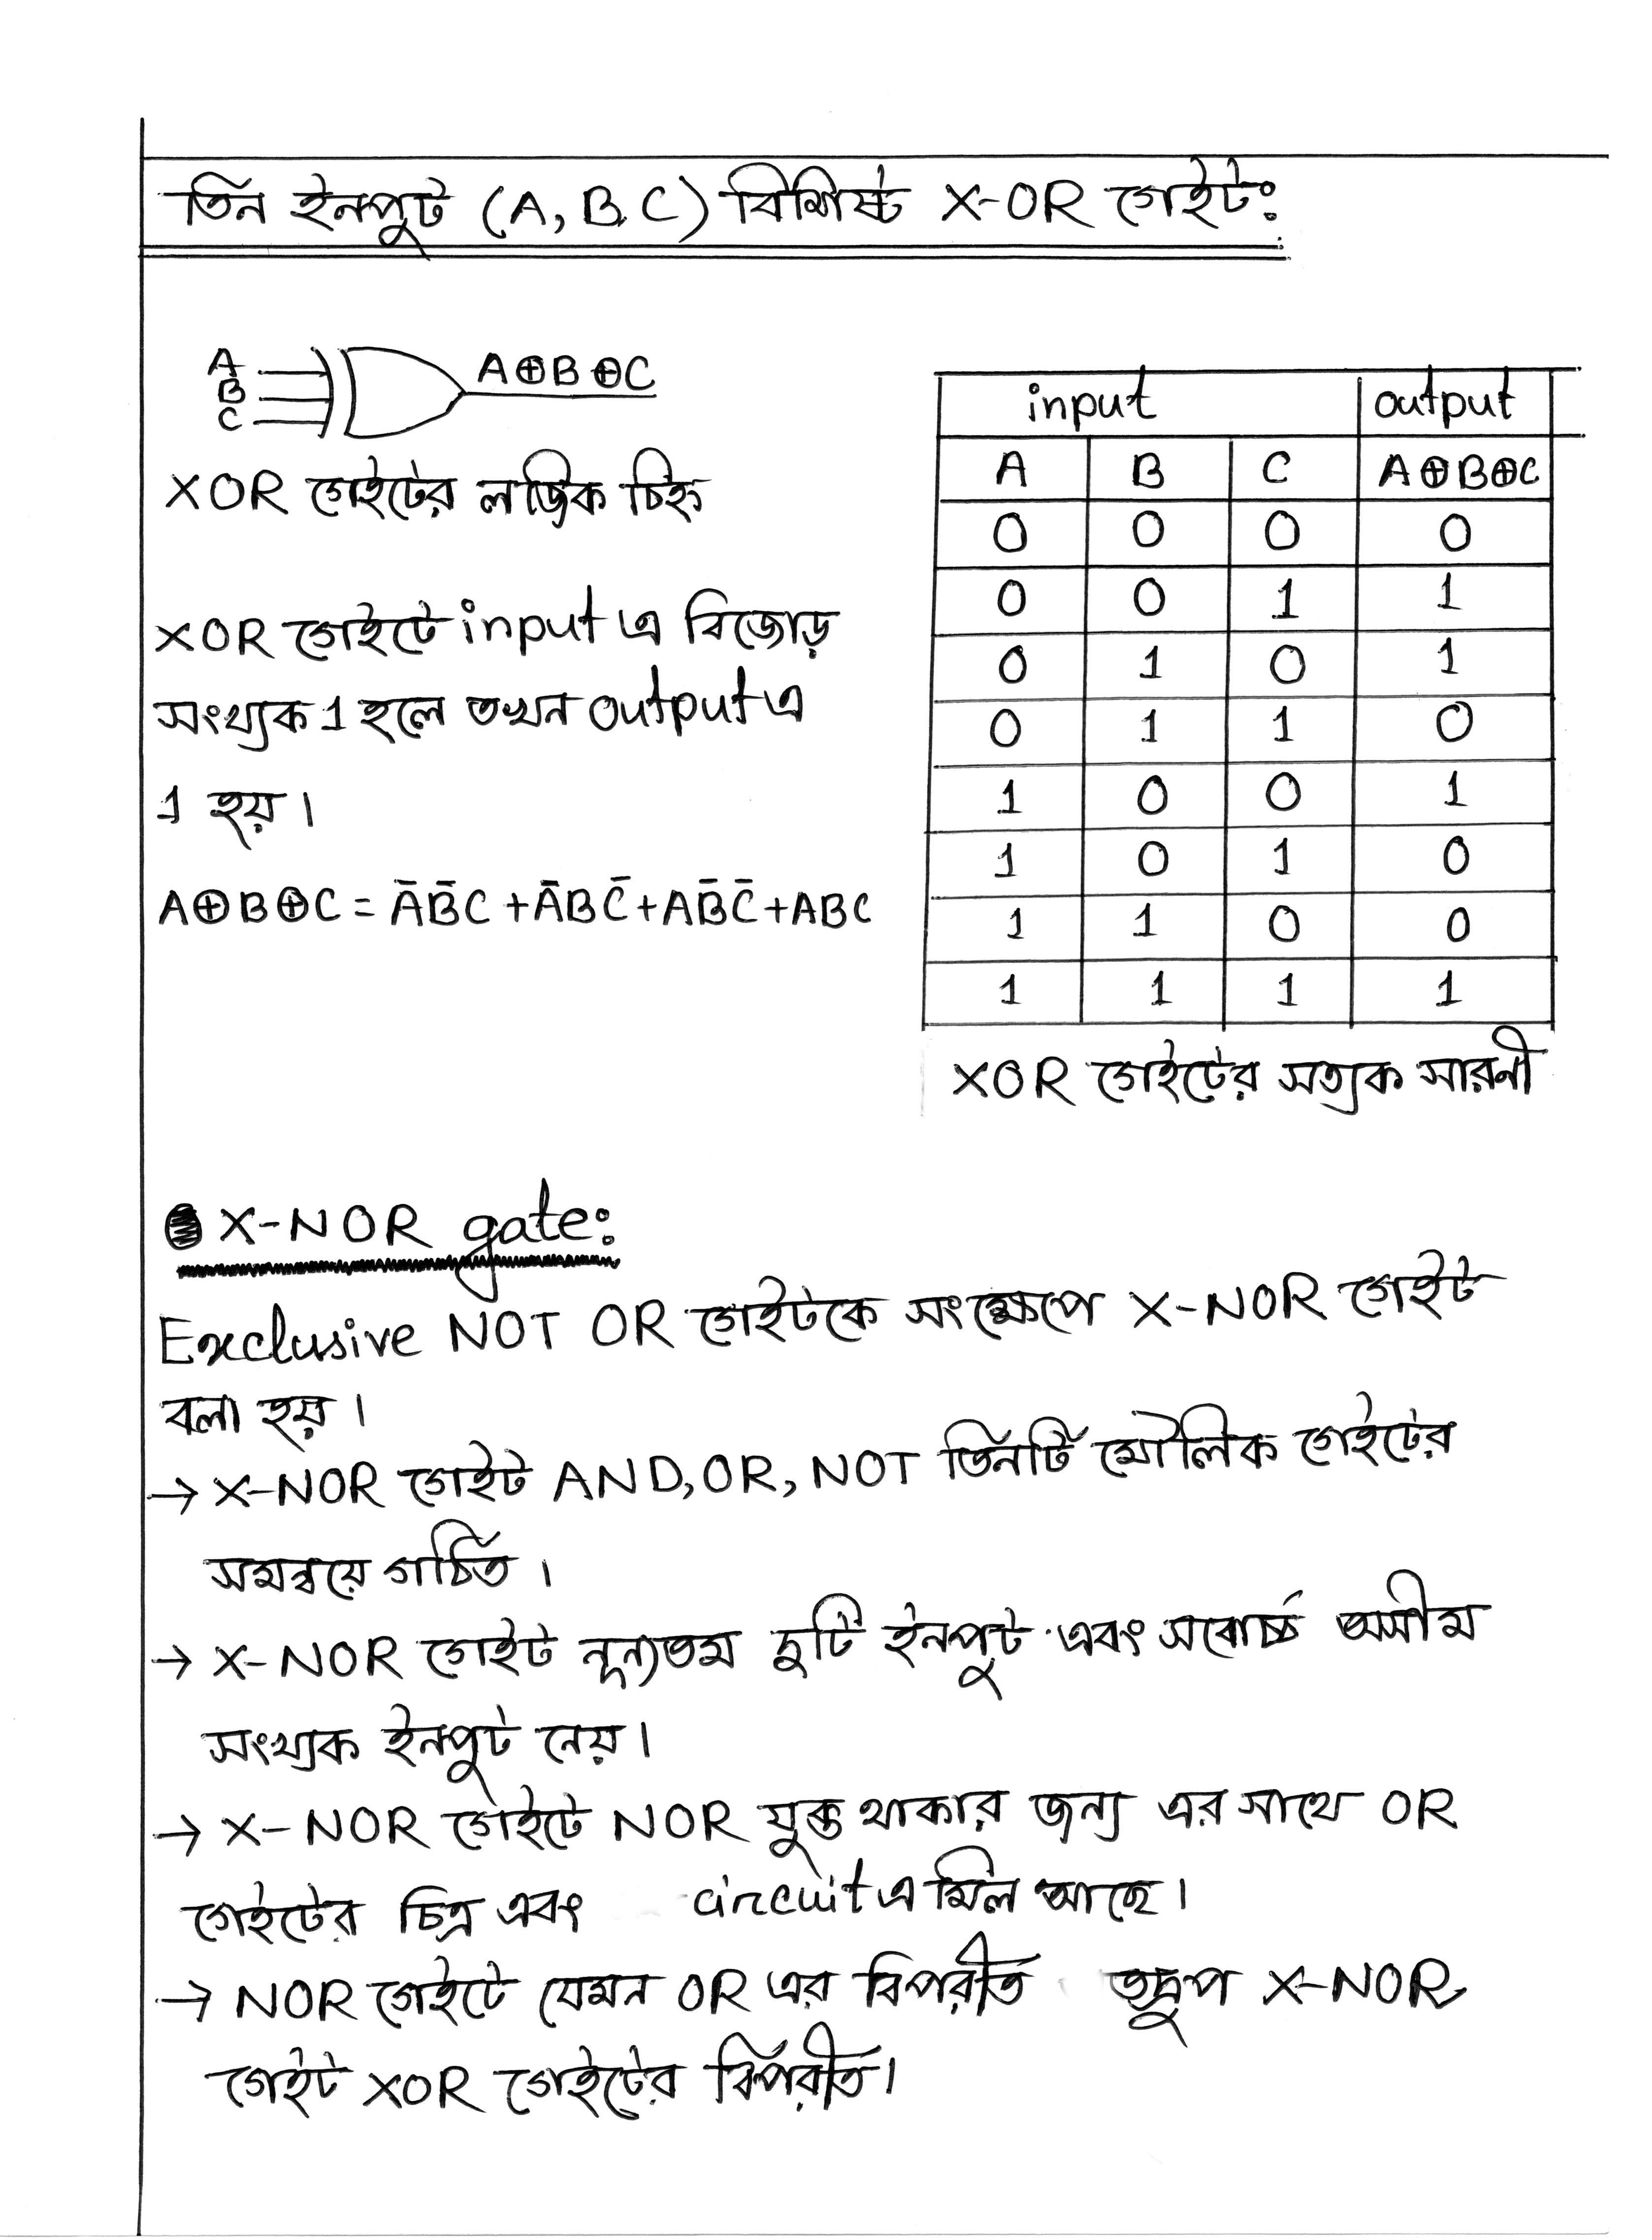 তিন ইনপুট (A, B, C) বিশিষ্ট X-OR গেইট:
A
B
C
A⊕B⊕C
XOR গেইটের লজিক চিহ্ন
XOR গেইটে input এ বিজোড়
সংখ্যক 1 হলে তখন output এ
1 হয়।
A⊕B⊕C = A̅B̅C + A̅BC̅ + AB̅C̅ + ABC
input output
A B C A⊕B⊕C
0 0 0 0
0 0 1 1
0 1 0 1
0 1 1 0
1 0 0 1
1 0 1 0
1 1 0 0
1 1 1 1
XOR গেইটের সত্যক সারনী
X-NOR gate:
Exclusive NOT OR গেইটকে সংক্ষেপে X-NOR গেইট
বলা হয়।
→ X-NOR গেইট AND, OR, NOT তিনটি মৌলিক গেইটের
সমন্বয়ে গঠিত।
→ X-NOR গেইট নূন্যতম দুটি ইনপুট এবং সবোর্চ্চ অসীম
সংখ্যক ইনপুট নেয়।
→ X-NOR গেইটে NOR যুক্ত থাকার জন্য এর সাথে OR
গেইটের চিত্র এবং circuit এ মিল আছে।
→ NOR গেইটে যেমন OR এর বিপরীত তদ্রুপ X-NOR
গেইট XOR গেইটের বিপরীত।